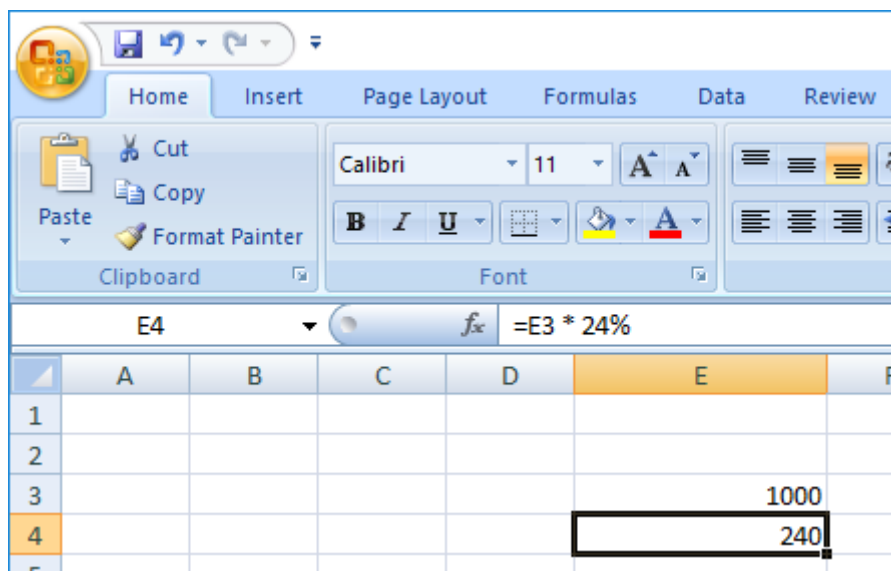 Home Insert Page Layout Formulas Data Review
Cut
Calibri 11 A A
Copy
Paste
Format Painter
B I U A
Clipboard Font
E4 fx =E3 * 24%
A B C D E
1
2
3 1000
4 240